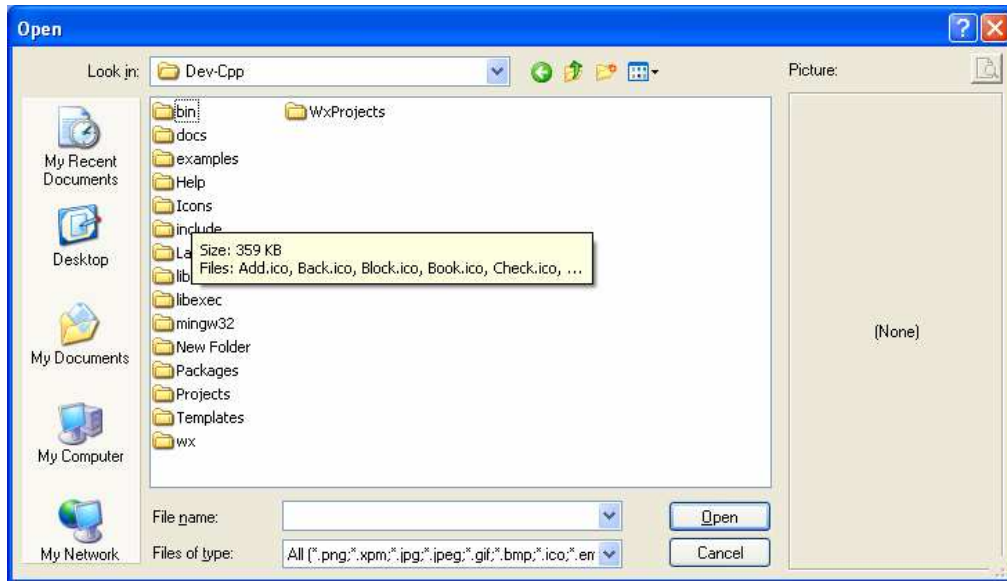 Open
Look in: Dev-Cpp
Picture:
bin
docs
examples
Help
Icons
include
La
lib
libexec
mingw32
New Folder
Packages
Projects
Templates
wx
WxProjects
Size: 359 KB
Files: Add.ico, Back.ico, Block.ico, Book.ico, Check.ico, ...
My Recent
Documents
Desktop
My Documents
My Computer
My Network
(None)
File name:
Open
Files of type: All (*.png;*.xpm;*.jpg;*.jpeg;*.gif;*.bmp;*.ico;*.em
Cancel